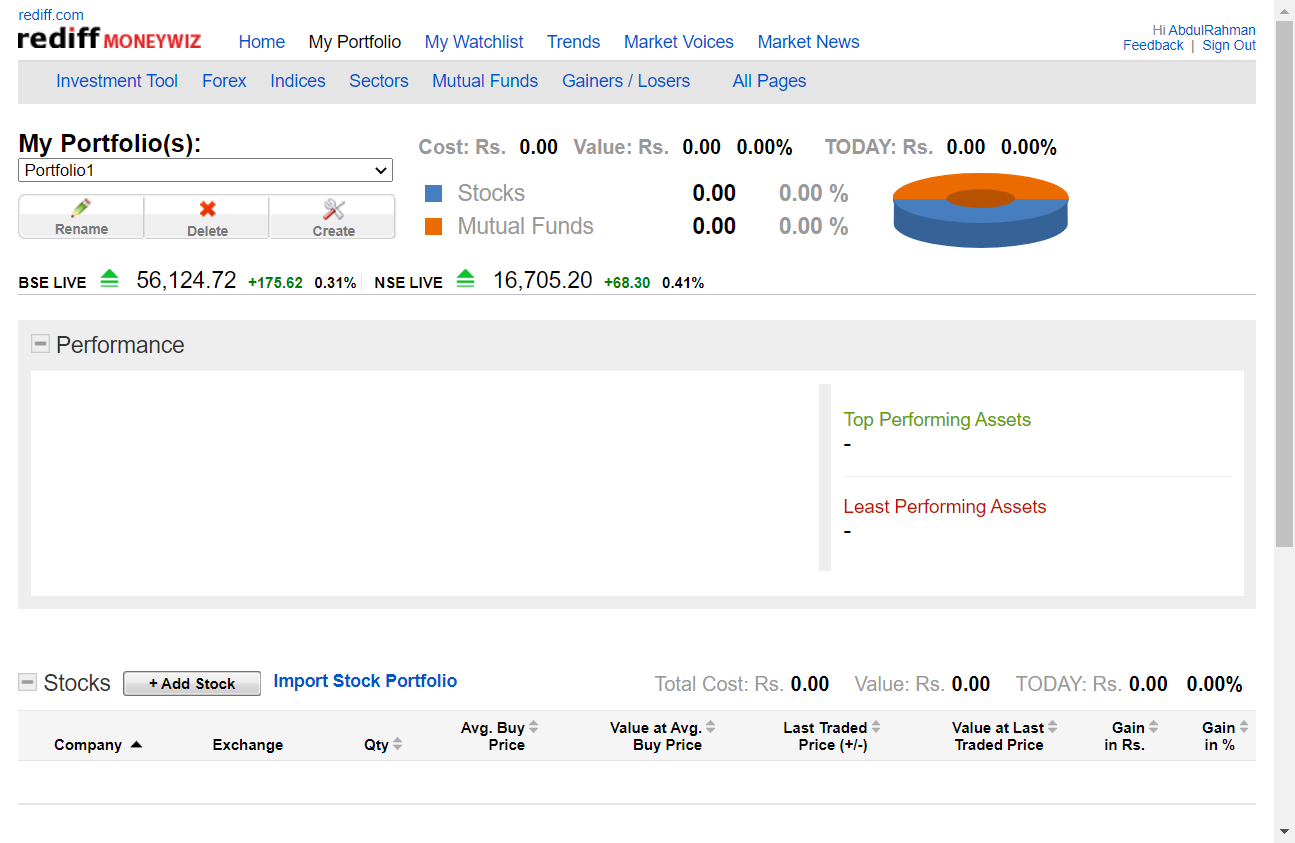 rediff.com
rediff MONEYWIZ Home My Portfolio My Watchlist Trends Market Voices Market News
Hi AbdulRahman
Feedback | Sign Out
Investment Tool Forex Indices Sectors Mutual Funds Gainers / Losers All Pages
My Portfolio(s):
Portfolio1
Rename Delete Create
Cost: Rs. 0.00 Value: Rs. 0.00 0.00% TODAY: Rs. 0.00 0.00%
Stocks 0.00 0.00 %
Mutual Funds 0.00 0.00 %
BSE LIVE 56,124.72 +175.62 0.31% NSE LIVE 16,705.20 +68.30 0.41%
Performance
Top Performing Assets
-
Least Performing Assets
-
Stocks + Add Stock Import Stock Portfolio Total Cost: Rs. 0.00 Value: Rs. 0.00 TODAY: Rs. 0.00 0.00%
Company Exchange Qty Avg. Buy Price Value at Avg. Buy Price Last Traded Price (+/-) Value at Last Traded Price Gain in Rs. Gain in %